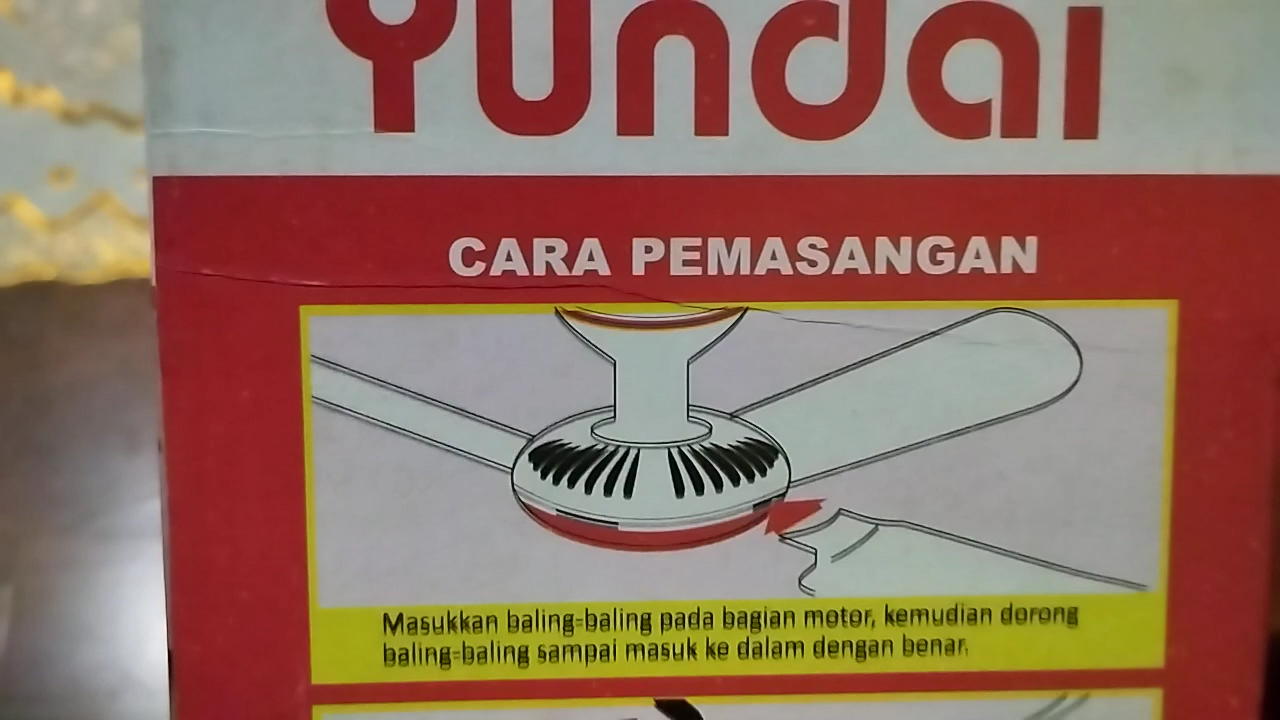 Yundai
CARA PEMASANGAN
Masukkan baling-baling pada bagian motor, kemudian dorong
baling-baling sampai masuk ke dalam dengan benar.